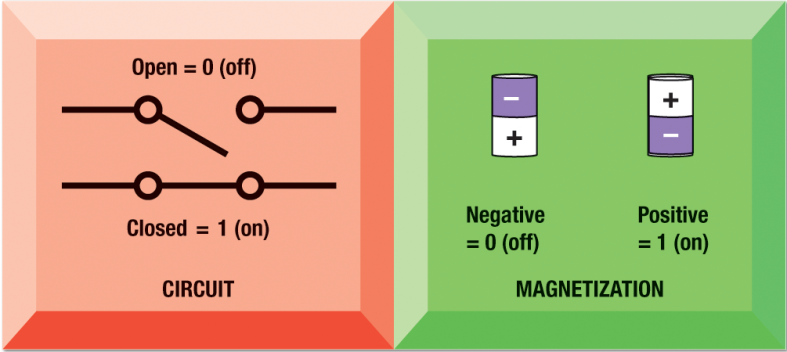 Open = 0 (off)
Closed = 1 (on)
CIRCUIT
−
+
+
−
Negative
= 0 (off)
Positive
= 1 (on)
MAGNETIZATION